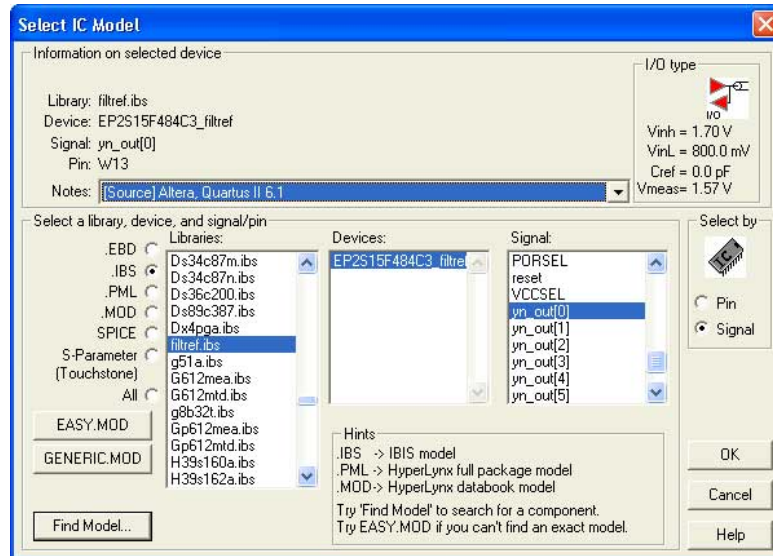 Select IC Model
Information on selected device
Library: filtref.ibs
Device: EP2S15F484C3_filtref
Signal: yn_out[0]
Pin: W13
Notes: [Source] Altera, Quartus II 6.1
I/O type
I/O
Vinh = 1.70 V
VinL = 800.0 mV
Cref = 0.0 pF
Vmeas= 1.57 V
Select a library, device, and signal/pin
.EBD
.IBS
.PML
.MOD
SPICE
S-Parameter
(Touchstone)
All
EASY.MOD
GENERIC.MOD
Find Model...
Libraries:
Ds34c87m.ibs
Ds34c87n.ibs
Ds36c200.ibs
Ds89c387.ibs
Dx4pga.ibs
filtref.ibs
g51a.ibs
G612mea.ibs
G612mtd.ibs
g8b32t.ibs
Gp612mea.ibs
Gp612mtd.ibs
H39s160a.ibs
H39s162a.ibs
Devices:
EP2S15F484C3_filtref
Signal:
PORSEL
reset
VCCSEL
yn_out[0]
yn_out[1]
yn_out[2]
yn_out[3]
yn_out[4]
yn_out[5]
Hints
.IBS -> IBIS model
.PML -> HyperLynx full package model
.MOD-> HyperLynx databook model
Try 'Find Model' to search for a component.
Try EASY.MOD if you can't find an exact model.
Select by
IC
Pin
Signal
OK
Cancel
Help